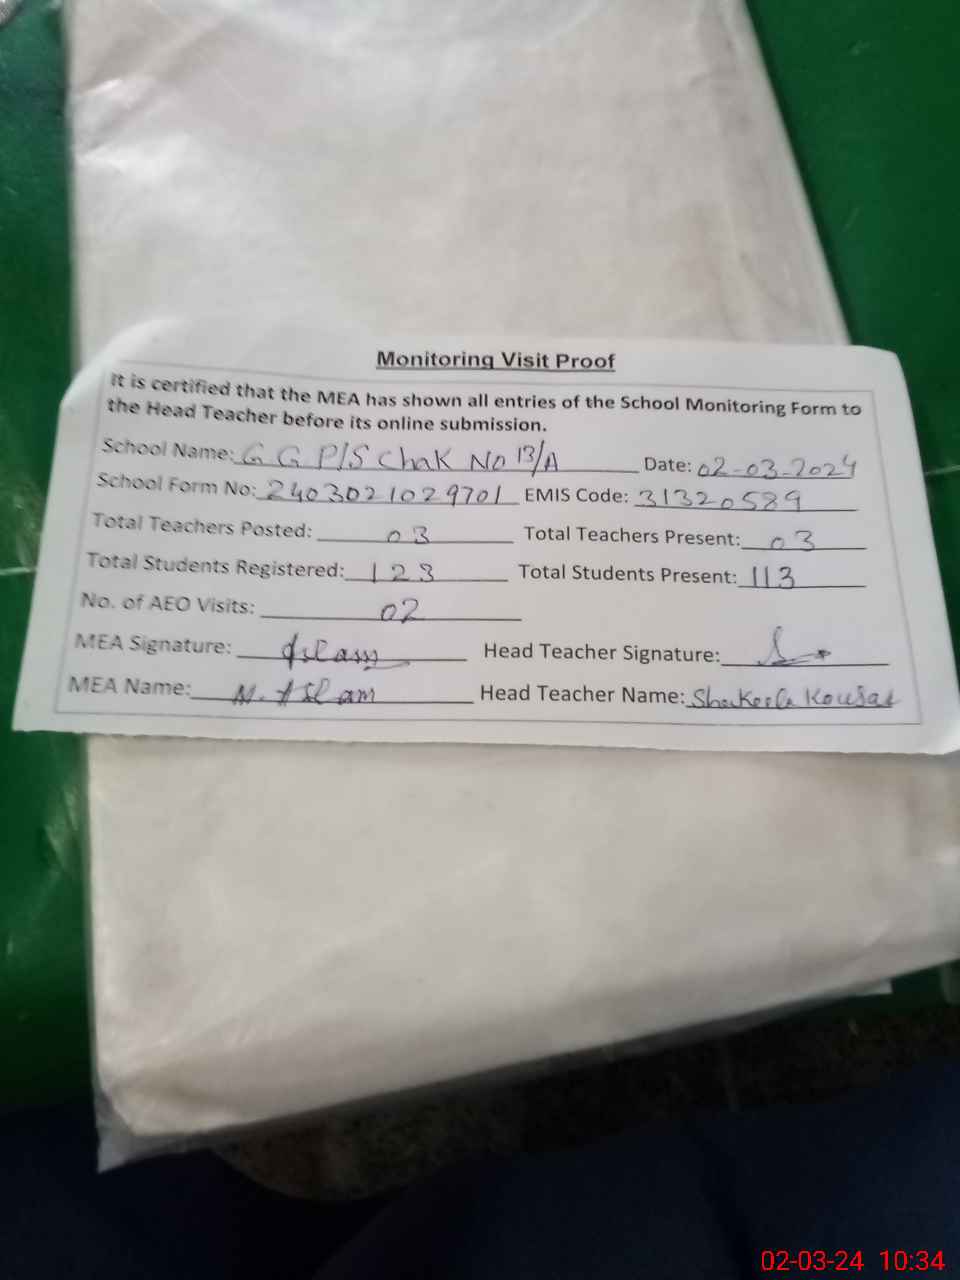 Monitoring Visit Proof
It is certified that the MEA has shown all entries of the School Monitoring Form to
the Head Teacher before its online submission.
School Name: G G P/S Chak No 13/A Date: 02-03-2024
School Form No: 2403021029701 EMIS Code: 31320589
Total Teachers Posted: 03 Total Teachers Present: 03
Total Students Registered: 123 Total Students Present: 113
No. of AEO Visits: 02
MEA Signature: Aslam Head Teacher Signature:
MEA Name: M. Aslam Head Teacher Name: Shakeela Kousar
02-03-24 10:34